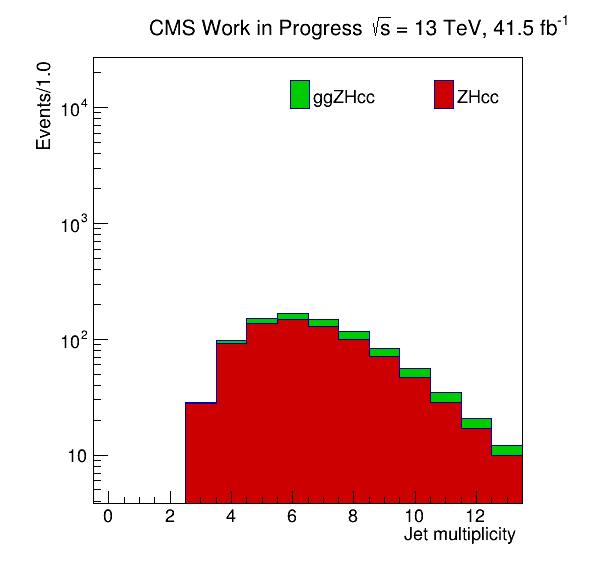 CMS Work in Progress √s = 13 TeV, 41.5 fb⁻¹
Events/1.0
ggZHcc ZHcc
10⁴
10³
10²
10
0 2 4 6 8 10 12
Jet multiplicity